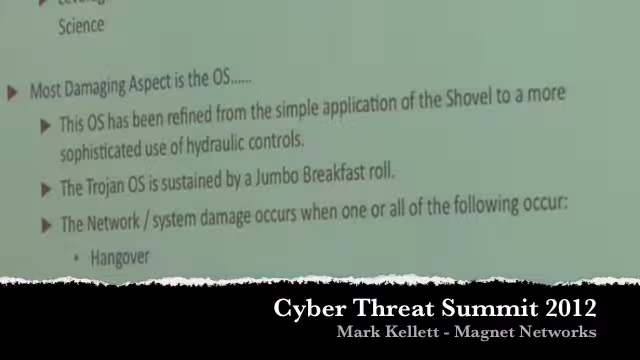 Science
Most Damaging Aspect is the OS......
This OS has been refined from the simple application of the Shovel to a more
sophisticated use of hydraulic controls.
The Trojan OS is sustained by a Jumbo Breakfast roll.
The Network / system damage occurs when one or all of the following occur:
• Hangover
Cyber Threat Summit 2012
Mark Kellett - Magnet Networks